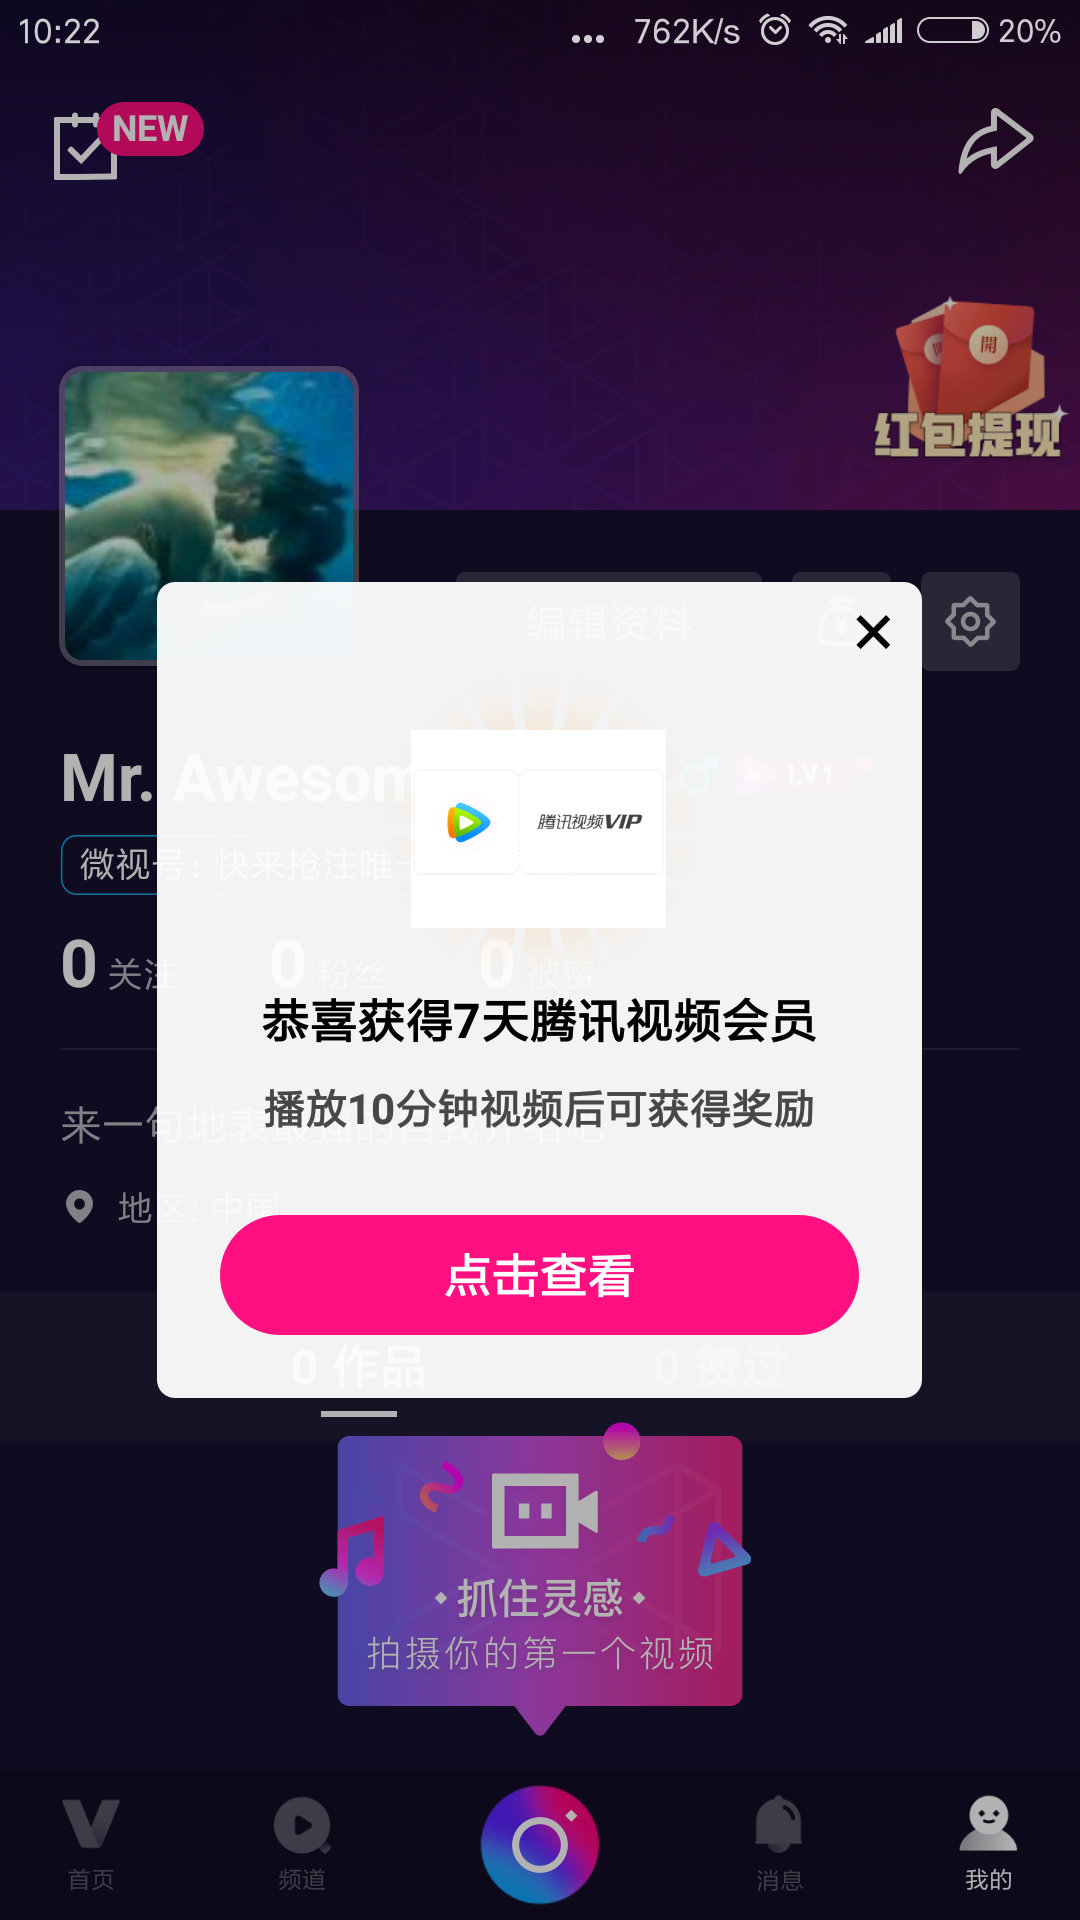 10:22
... 762K/s 20%
NEW
開
開
红包提现
编辑资料
Mr. Awesom
LV1
微视号: 快来抢注唯一
腾讯视频VIP
0 关注 0 粉丝 0 被赞
恭喜获得7天腾讯视频会员
播放10分钟视频后可获得奖励
来一句地表最强的自我介绍吧
地区: 中国
点击查看
0 作品 0 赞过
抓住灵感
拍摄你的第一个视频
首页 频道 消息 我的